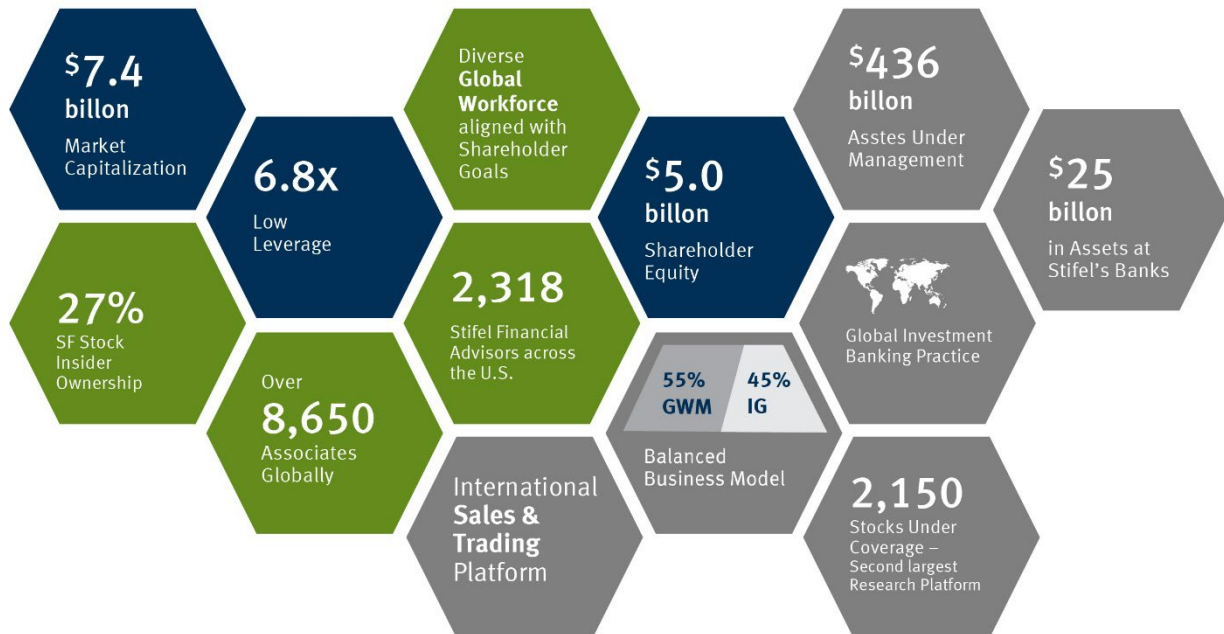 $7.4
billon
Market
Capitalization
6.8x
Low
Leverage
Diverse
Global
Workforce
aligned with
Shareholder
Goals
$5.0
billon
Shareholder
Equity
$436
billon
Asstes Under
Management
$25
billon
in Assets at
Stifel's Banks
27%
SF Stock
Insider
Ownership
Over
8,650
Associates
Globally
2,318
Stifel Financial
Advisors across
the U.S.
55% 45%
GWM IG
Balanced
Business Model
Global Investment
Banking Practice
International
Sales &
Trading
Platform
2,150
Stocks Under
Coverage –
Second largest
Research Platform